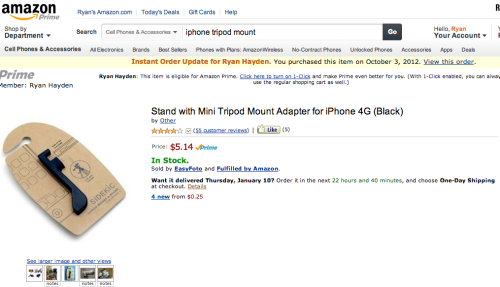 amazon
Prime
Ryan's Amazon.com
Today's Deals
Gift Cards
Help
Shop by
Department
Search
Cell Phones & Accessories
iphone tripod mount
Go
Hello, Ryan
Your Account
Cell Phones & Accessories
All Electronics
Brands
Best Sellers
Phones with Plans: AmazonWireless
No-Contract Phones
Unlocked Phones
Accessories
Apps
Deals
Instant Order Update for Ryan Hayden. You purchased this item on October 3, 2012. View this order.
Prime
Member: Ryan Hayden
Ryan Hayden: This item is eligible for Amazon Prime. Click here to turn on 1-Click and make Prime even better for you. (With 1-Click enabled, you can always
use the regular shopping cart as well.)
Stand with Mini Tripod Mount Adapter for iPhone 4G (Black)
by Other
(55 customer reviews)
Like (5)
Price: $5.14 Prime
In Stock.
Sold by EasyFoto and Fulfilled by Amazon.
Want it delivered Thursday, January 10? Order it in the next 22 hours and 40 minutes, and choose One-Day Shipping
at checkout. Details
4 new from $0.25
SIDEKIC
See larger image and other views
notes
notes
notes